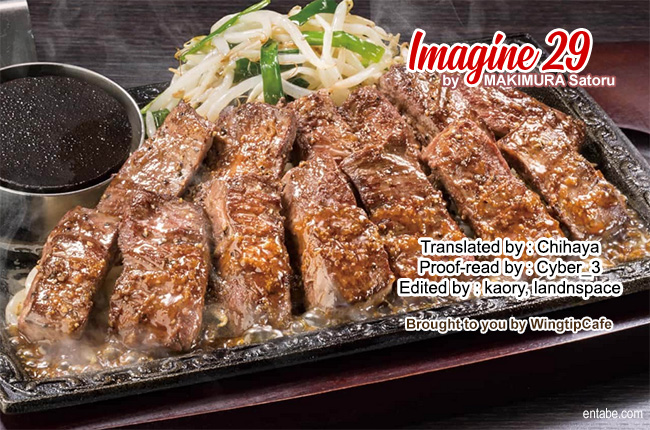 Imagine 29
by MAKIMURA Satoru
Translated by : Chihaya
Proof-read by : Cyber_3
Edited by : kaory, landnspace
Brought to you by WingtipCafe
entabe.com